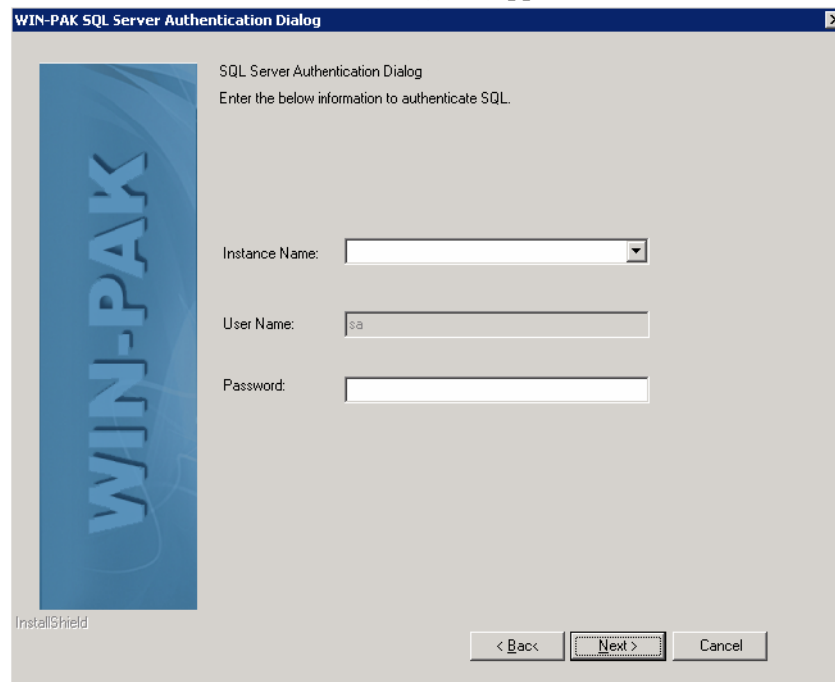 WIN-PAK SQL Server Authentication Dialog
SQL Server Authentication Dialog
Enter the below information to authenticate SQL.
WIN-PAK
Instance Name:
User Name: sa
Password:
InstallShield
< Back Next > Cancel